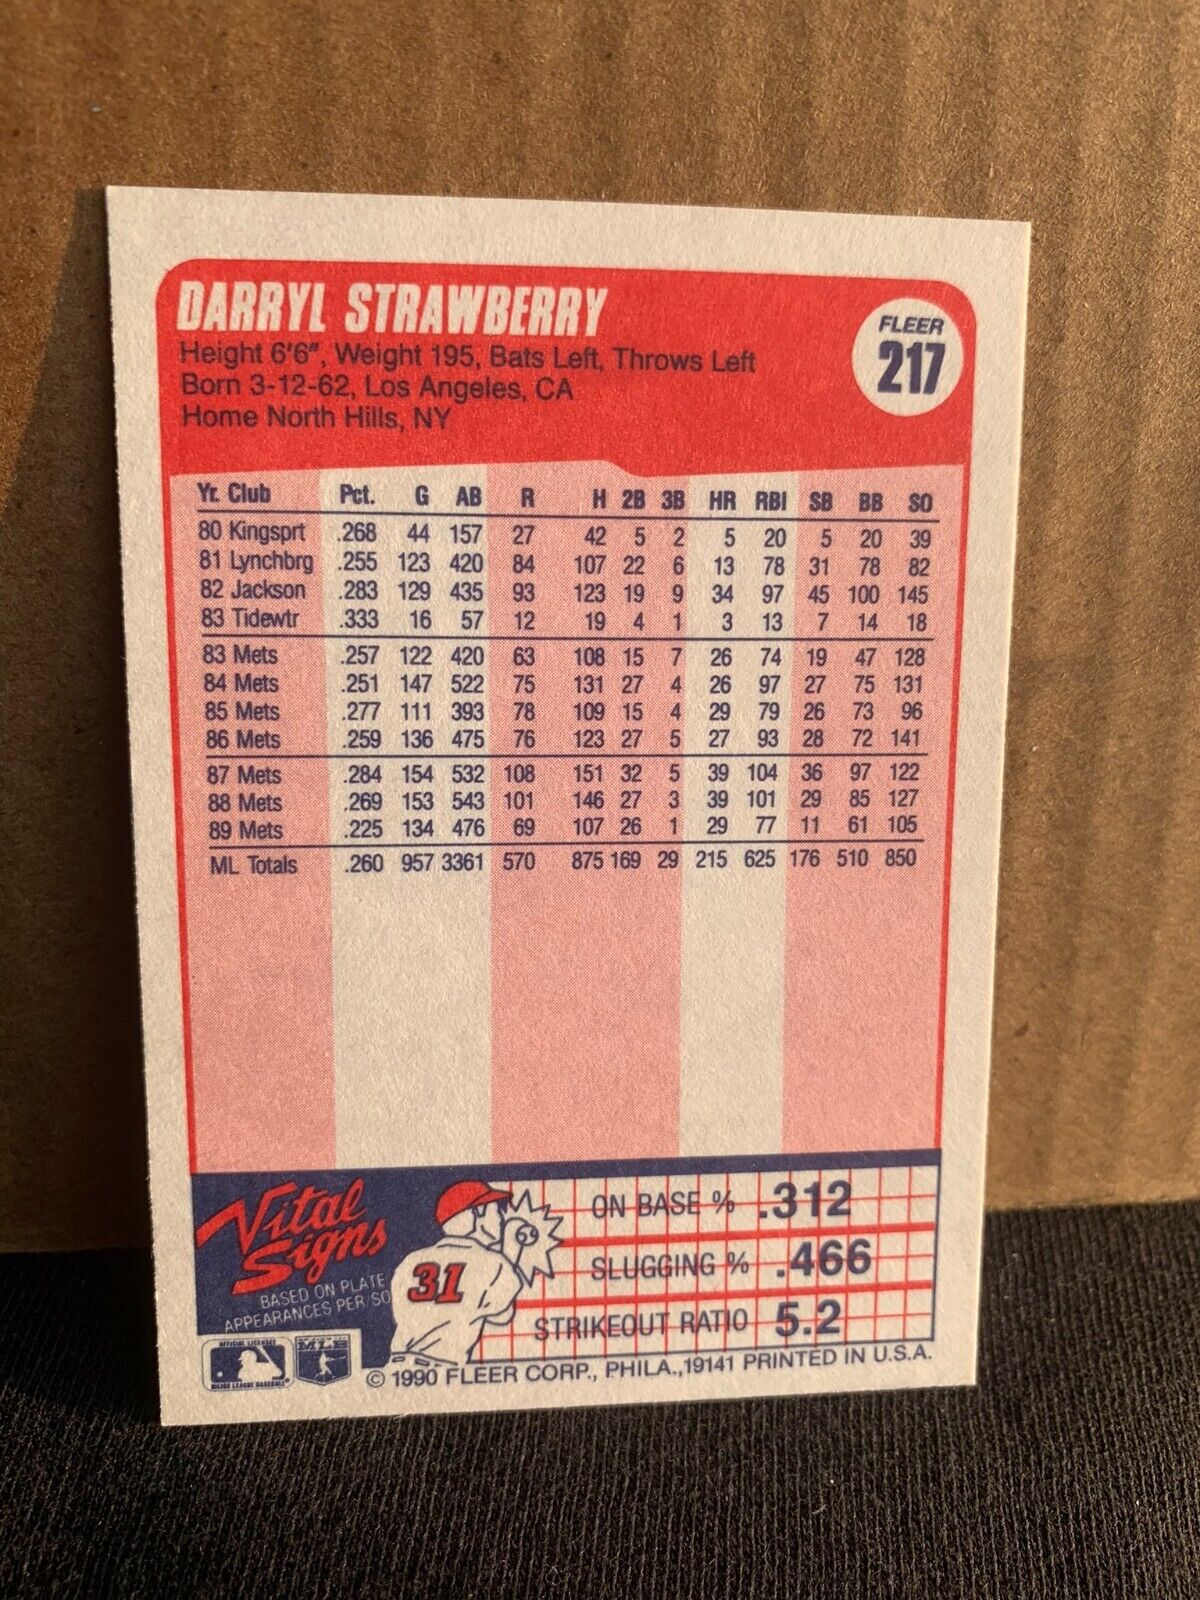 DARRYL STRAWBERRY
FLEER
217
Height 6'6", Weight 195, Bats Left, Throws Left
Born 3-12-62, Los Angeles, CA
Home North Hills, NY
Yr. Club Pct. G AB R H 2B 3B HR RBI SB BB SO
80 Kingsprt .268 44 157 27 42 5 2 5 20 5 20 39
81 Lynchbrg .255 123 420 84 107 22 6 13 78 31 78 82
82 Jackson .283 129 435 93 123 19 9 34 97 45 100 145
83 Tidewtr .333 16 57 12 19 4 1 3 13 7 14 18
83 Mets .257 122 420 63 108 15 7 26 74 19 47 128
84 Mets .251 147 522 75 131 27 4 26 97 27 75 131
85 Mets .277 111 393 78 109 15 4 29 79 26 73 96
86 Mets .259 136 475 76 123 27 5 27 93 28 72 141
87 Mets .284 154 532 108 151 32 5 39 104 36 97 122
88 Mets .269 153 543 101 146 27 3 39 101 29 85 127
89 Mets .225 134 476 69 107 26 1 29 77 11 61 105
ML Totals .260 957 3361 570 875 169 29 215 625 176 510 850
Vital
Signs
BASED ON PLATE
APPEARANCES PER/SO
31
69
ON BASE % .312
SLUGGING % .466
STRIKEOUT RATIO 5.2
OFFICIAL LICENSEE
MAJOR LEAGUE BASEBALL
© 1990 FLEER CORP., PHILA.,19141 PRINTED IN U.S.A.